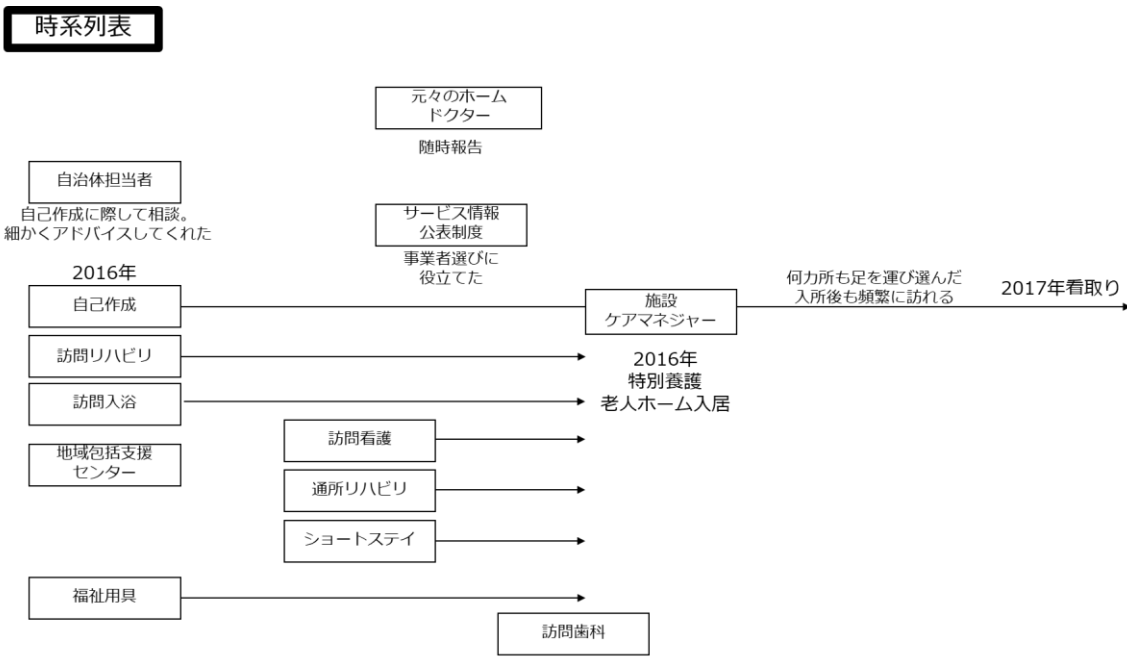 時系列表
元々のホーム
ドクター
随時報告
自治体担当者
自己作成に際して相談。
細かくアドバイスしてくれた
サービス情報
公表制度
事業者選びに
役立てた
2016年
自己作成
施設
ケアマネジャー
何カ所も足を運び選んだ
入所後も頻繁に訪れる
2017年看取り
訪問リハビリ
2016年
特別養護
老人ホーム入居
訪問入浴
訪問看護
地域包括支援
センター
通所リハビリ
ショートステイ
福祉用具
訪問歯科